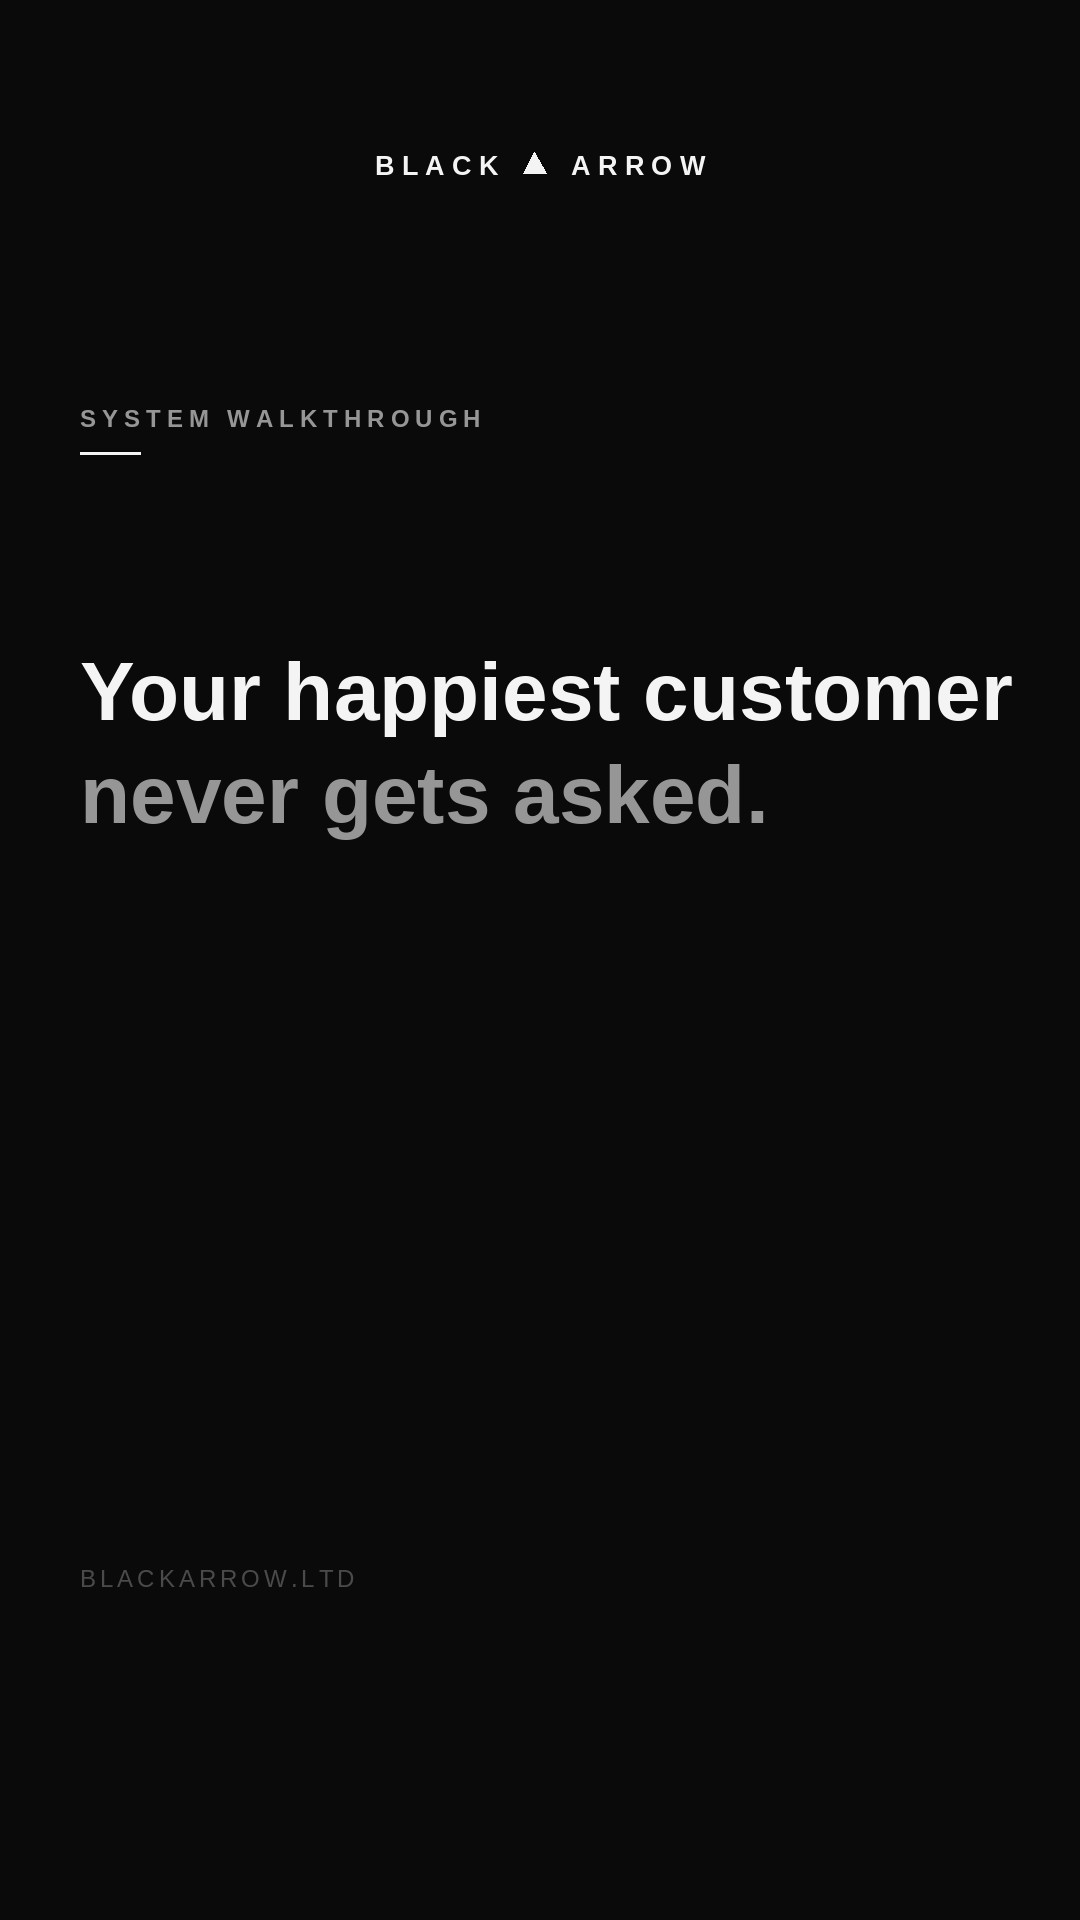 BLACK ▲ ARROW
SYSTEM WALKTHROUGH
Your happiest customer
never gets asked.
BLACKARROW.LTD